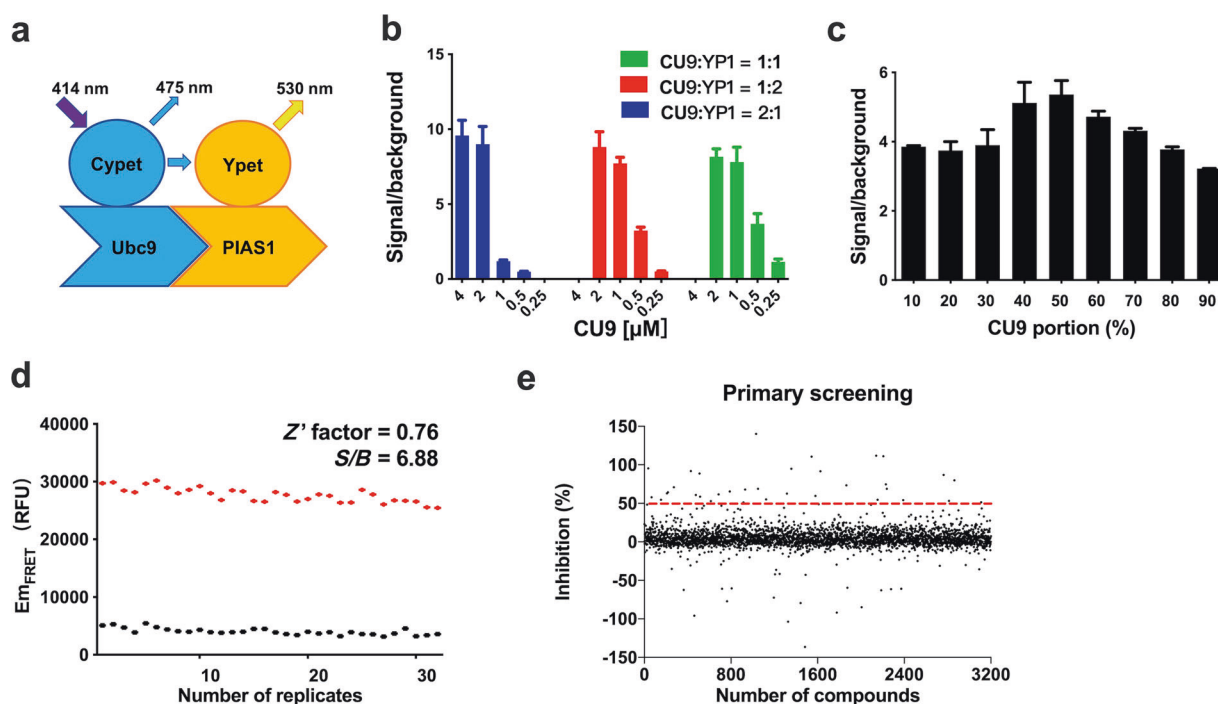 a
414 nm
475 nm
530 nm
Cypet
Ypet
Ubc9
PIAS1
b
Signal/background
15
10
5
0
CU9:YP1 = 1:1
CU9:YP1 = 1:2
CU9:YP1 = 2:1
4 2 1 0.5 0.25 4 2 1 0.5 0.25 4 2 1 0.5 0.25
CU9 [μM]
c
Signal/background
6
4
2
0
10 20 30 40 50 60 70 80 90
CU9 portion (%)
d
EmFRET (RFU)
40000
30000
20000
10000
0
Z' factor = 0.76
S/B = 6.88
10 20 30
Number of replicates
e
Primary screening
Inhibition (%)
150
100
50
0
-50
-100
-150
0 800 1600 2400 3200
Number of compounds